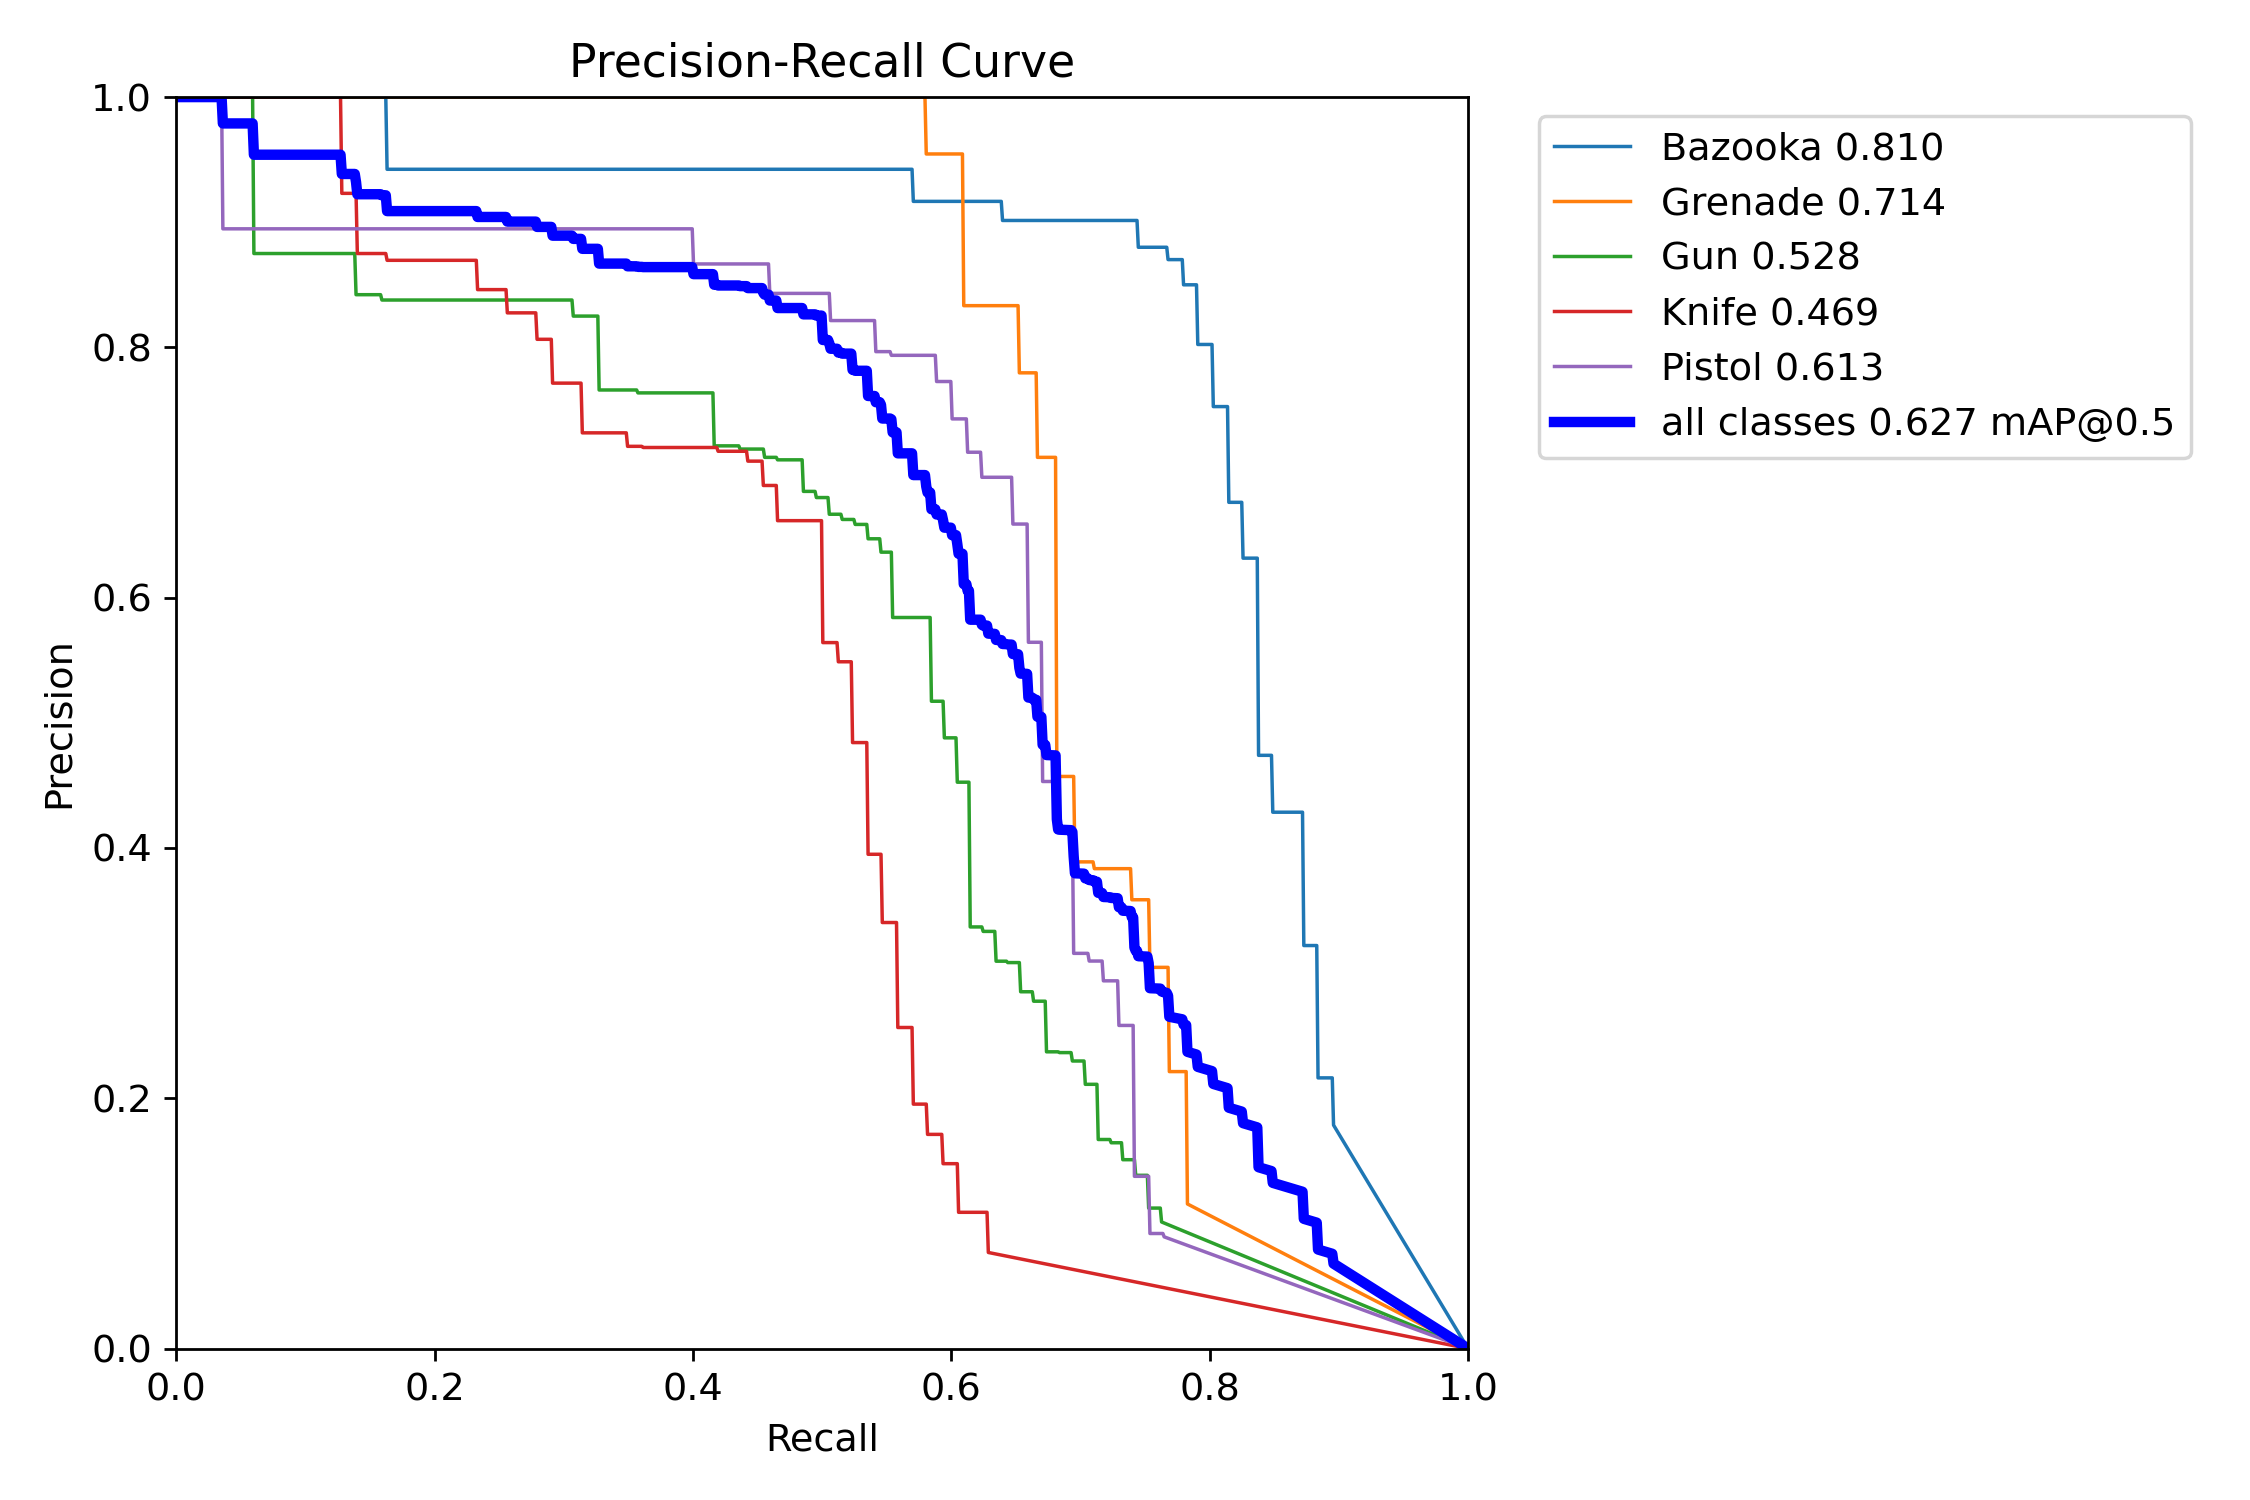 Precision-Recall Curve
1.0
0.8
0.6
0.4
0.2
0.0
Precision
0.0 0.2 0.4 0.6 0.8 1.0
Recall
Bazooka 0.810
Grenade 0.714
Gun 0.528
Knife 0.469
Pistol 0.613
all classes 0.627 mAP@0.5